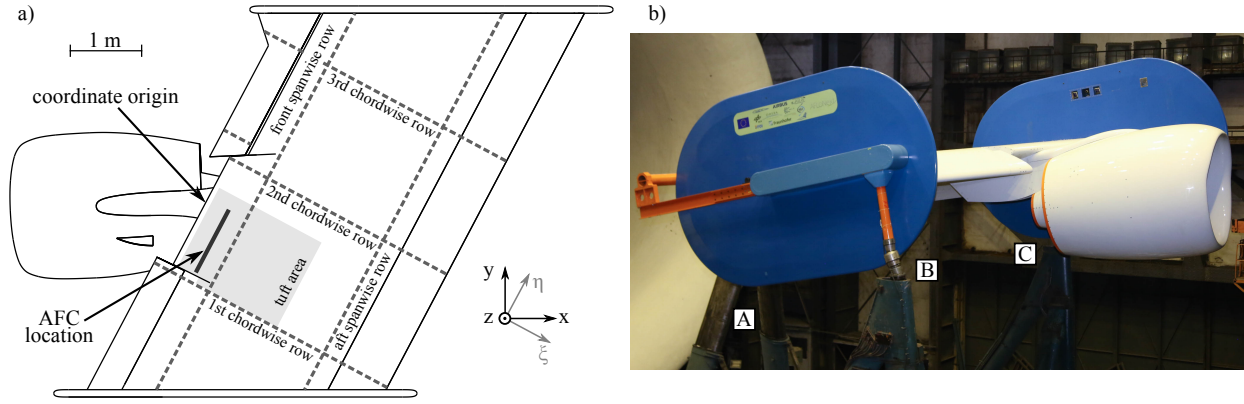 a)
1 m
coordinate origin
front spanwise row
3rd chordwise row
2nd chordwise row
tuft area
aft spanwise row
1st chordwise row
AFC
location
y
η
z
x
ξ
b)
A
B
C